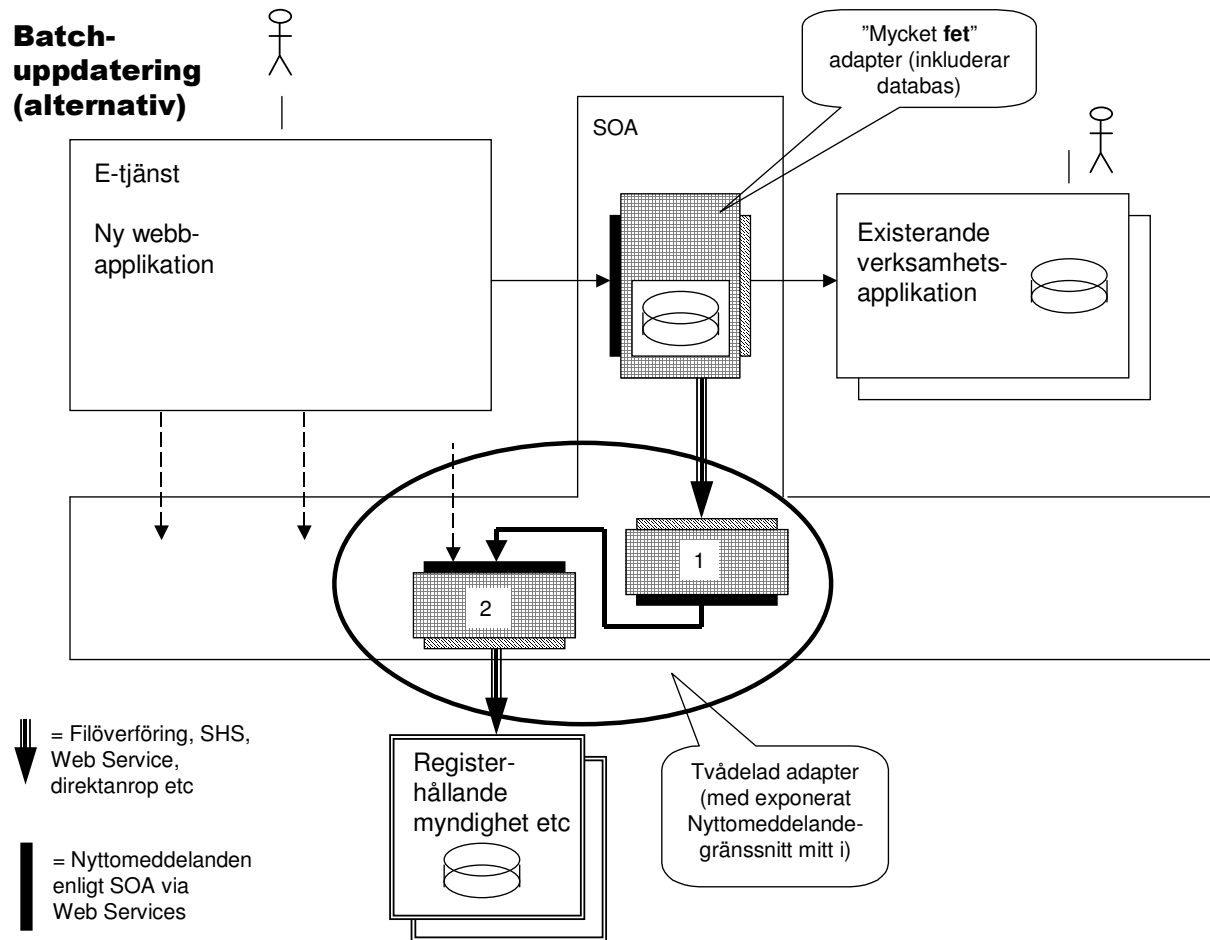 Batch-
uppdatering
(alternativ)
”Mycket fet”
adapter (inkluderar
databas)
SOA
E-tjänst
Ny webb-
applikation
Existerande
verksamhets-
applikation
1
2
= Filöverföring, SHS,
Web Service,
direktanrop etc
Register-
hållande
myndighet etc
Tvådelad adapter
(med exponerat
Nyttomeddelande-
gränssnitt mitt i)
= Nyttomeddelanden
enligt SOA via
Web Services